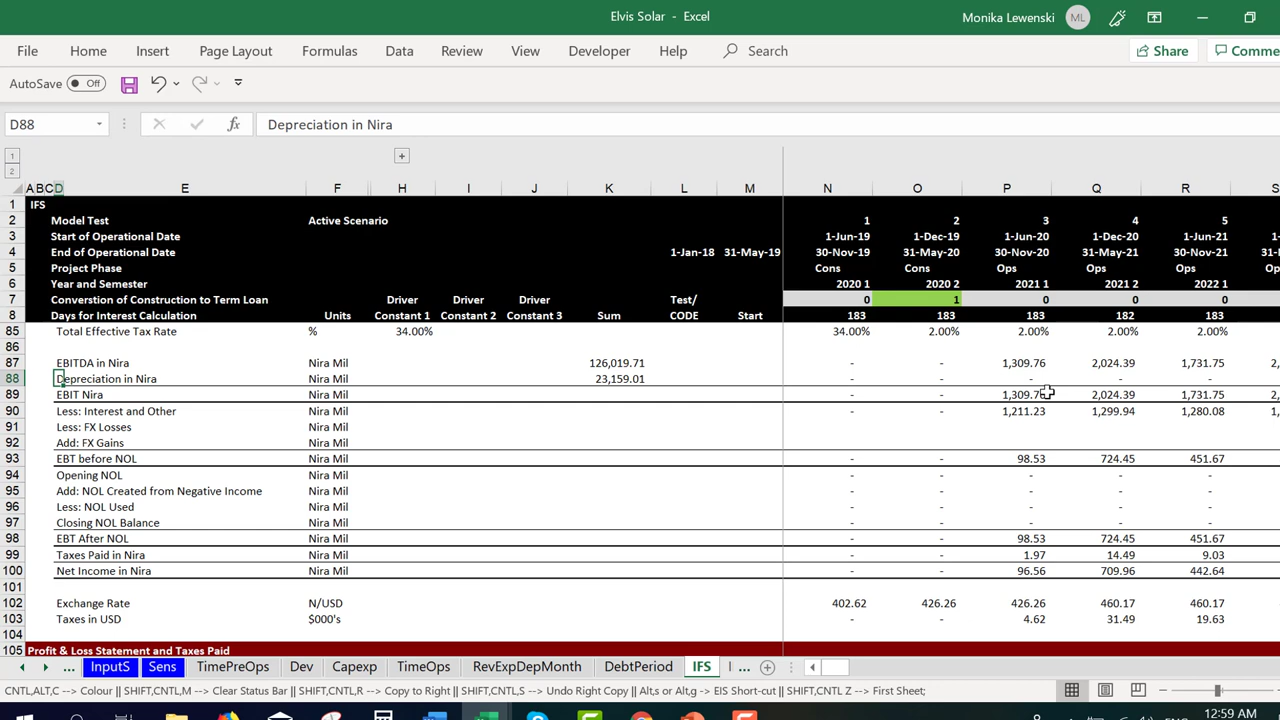 Elvis Solar - Excel
Monika Lewenski ML
File Home Insert Page Layout Formulas Data Review View Developer Help Search Share Comme
AutoSave Off
D88 fx Depreciation in Nira
1
2
+
A B C D E F H I J K L M N O P Q R S
1 IFS
2 Model Test Active Scenario 1 2 3 4 5
3 Start of Operational Date 1-Jun-19 1-Dec-19 1-Jun-20 1-Dec-20 1-Jun-21
4 End of Operational Date 1-Jan-18 31-May-19 30-Nov-19 31-May-20 30-Nov-20 31-May-21 30-Nov-21
5 Project Phase Cons Cons Ops Ops Ops
6 Year and Semester 2020 1 2020 2 2021 1 2021 2 2022 1
7 Converstion of Construction to Term Loan Driver Driver Driver Test/ 0 1 0 0 0
8 Days for Interest Calculation Units Constant 1 Constant 2 Constant 3 Sum CODE Start 183 183 183 182 183
85 Total Effective Tax Rate % 34.00% 34.00% 2.00% 2.00% 2.00% 2.00%
86
87 EBITDA in Nira Nira Mil 126,019.71 - - 1,309.76 2,024.39 1,731.75
88 Depreciation in Nira Nira Mil 23,159.01 - - - - -
89 EBIT Nira Nira Mil - - 1,309.76 2,024.39 1,731.75
90 Less: Interest and Other Nira Mil - - 1,211.23 1,299.94 1,280.08
91 Less: FX Losses Nira Mil
92 Add: FX Gains Nira Mil
93 EBT before NOL Nira Mil - - 98.53 724.45 451.67
94 Opening NOL Nira Mil - - - - -
95 Add: NOL Created from Negative Income Nira Mil - - - - -
96 Less: NOL Used Nira Mil - - - - -
97 Closing NOL Balance Nira Mil - - - - -
98 EBT After NOL Nira Mil - - 98.53 724.45 451.67
99 Taxes Paid in Nira Nira Mil - - 1.97 14.49 9.03
100 Net Income in Nira Nira Mil - - 96.56 709.96 442.64
101
102 Exchange Rate N/USD 402.62 426.26 426.26 460.17 460.17
103 Taxes in USD $000's - - 4.62 31.49 19.63
104
105 Profit & Loss Statement and Taxes Paid
... InputS Sens TimePreOps Dev Capexp TimeOps RevExpDepMonth DebtPeriod IFS ...
CNTL,ALT,C --> Colour || SHIFT,CNTL,M --> Clear Status Bar || SHIFT,CNTL,R --> Copy to Right || SHIFT,CNTL,S --> Undo Right Copy || Alt,s or Alt,g -> EIS Short-cut || SHIFT,CNTL Z --> First Sheet;
12:59 AM